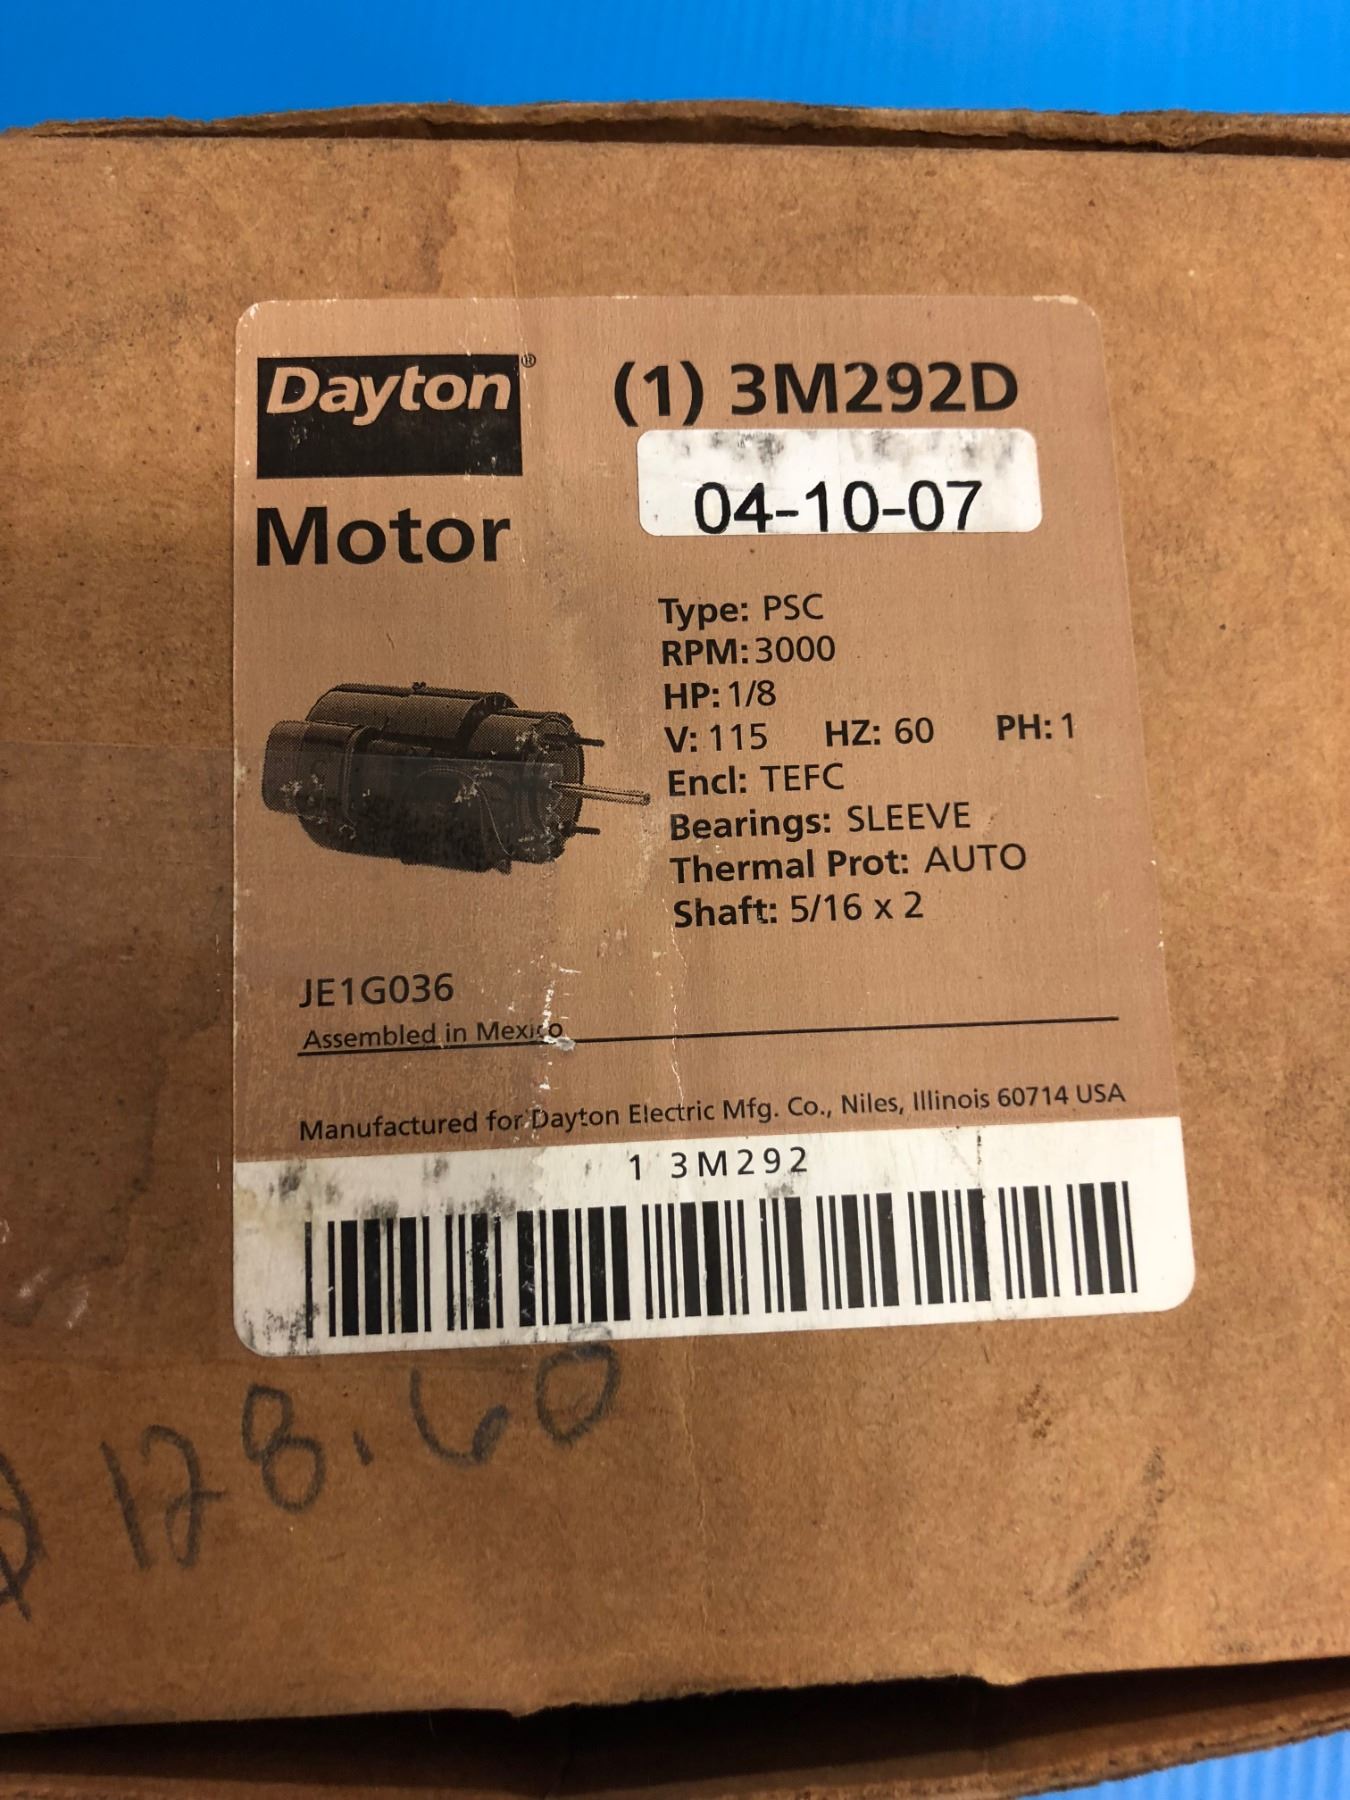 Dayton®
(1) 3M292D
04-10-07
Motor
Type: PSC
RPM: 3000
HP: 1/8
V: 115 HZ: 60 PH: 1
Encl: TEFC
Bearings: SLEEVE
Thermal Prot: AUTO
Shaft: 5/16 x 2
JE1G036
Assembled in Mexico
Manufactured for Dayton Electric Mfg. Co., Niles, Illinois 60714 USA
1 3M292
$128.60